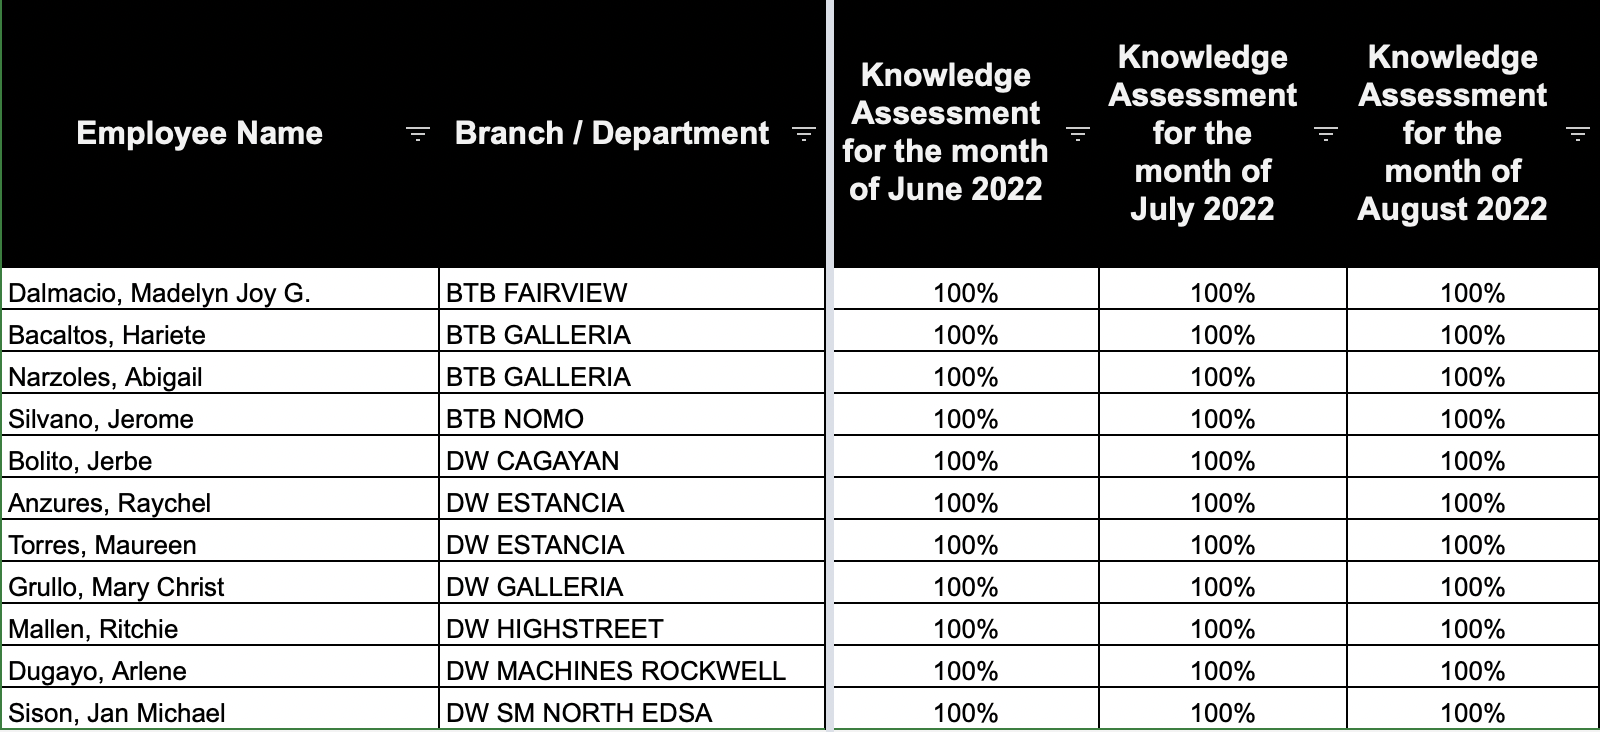 Employee Name Branch / Department Knowledge Assessment for the month of June 2022 Knowledge Assessment for the month of July 2022 Knowledge Assessment for the month of August 2022
Dalmacio, Madelyn Joy G. BTB FAIRVIEW 100% 100% 100%
Bacaltos, Hariete BTB GALLERIA 100% 100% 100%
Narzoles, Abigail BTB GALLERIA 100% 100% 100%
Silvano, Jerome BTB NOMO 100% 100% 100%
Bolito, Jerbe DW CAGAYAN 100% 100% 100%
Anzures, Raychel DW ESTANCIA 100% 100% 100%
Torres, Maureen DW ESTANCIA 100% 100% 100%
Grullo, Mary Christ DW GALLERIA 100% 100% 100%
Mallen, Ritchie DW HIGHSTREET 100% 100% 100%
Dugayo, Arlene DW MACHINES ROCKWELL 100% 100% 100%
Sison, Jan Michael DW SM NORTH EDSA 100% 100% 100%